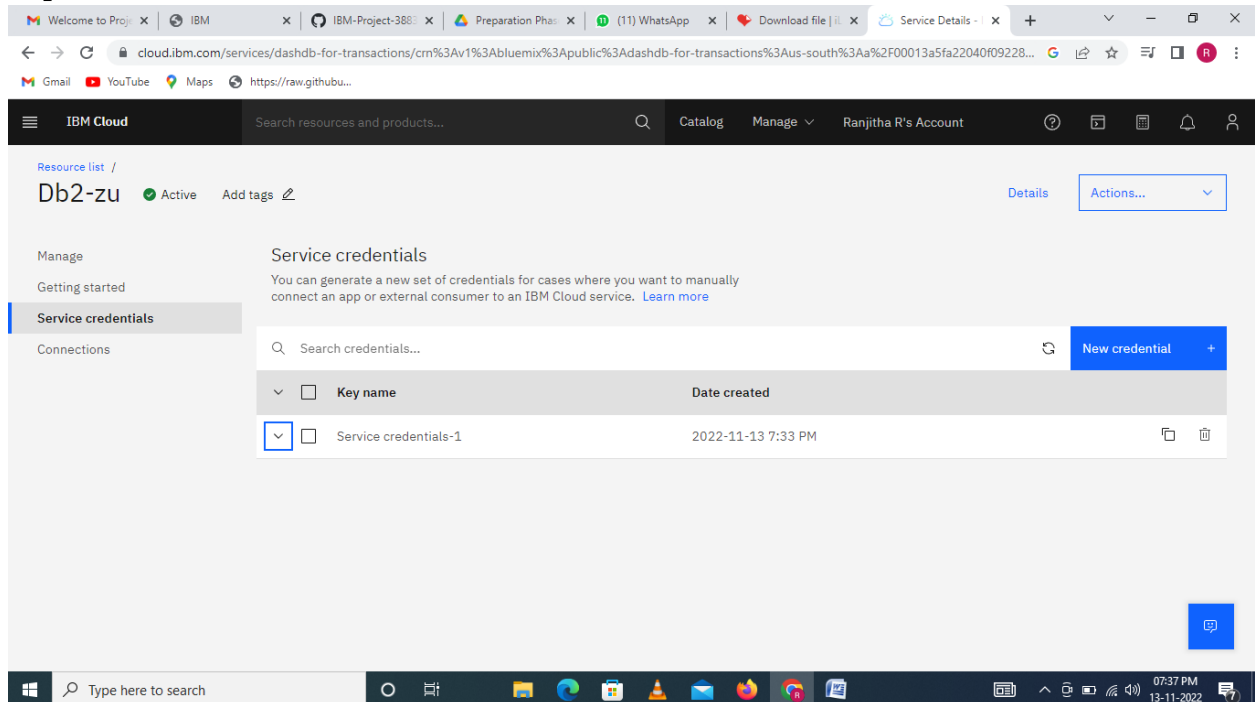 Welcome to Proj
IBM
IBM-Project-3883
Preparation Phas
(11) WhatsApp
Download file | iL
Service Details - I
cloud.ibm.com/services/dashdb-for-transactions/crn%3Av1%3Abluemix%3Apublic%3Adashdb-for-transactions%3Aus-south%3Aa%2F00013a5fa22040f09228...
R
Gmail
YouTube
Maps
https://raw.githubu...
IBM Cloud
Search resources and products...
Catalog
Manage
Ranjitha R's Account
Resource list /
Db2-zu
Active
Add tags
Details
Actions...
Manage
Getting started
Service credentials
Connections
Service credentials
You can generate a new set of credentials for cases where you want to manually
connect an app or external consumer to an IBM Cloud service. Learn more
Search credentials...
New credential +
Key name
Date created
Service credentials-1
2022-11-13 7:33 PM
Type here to search
07:37 PM
13-11-2022